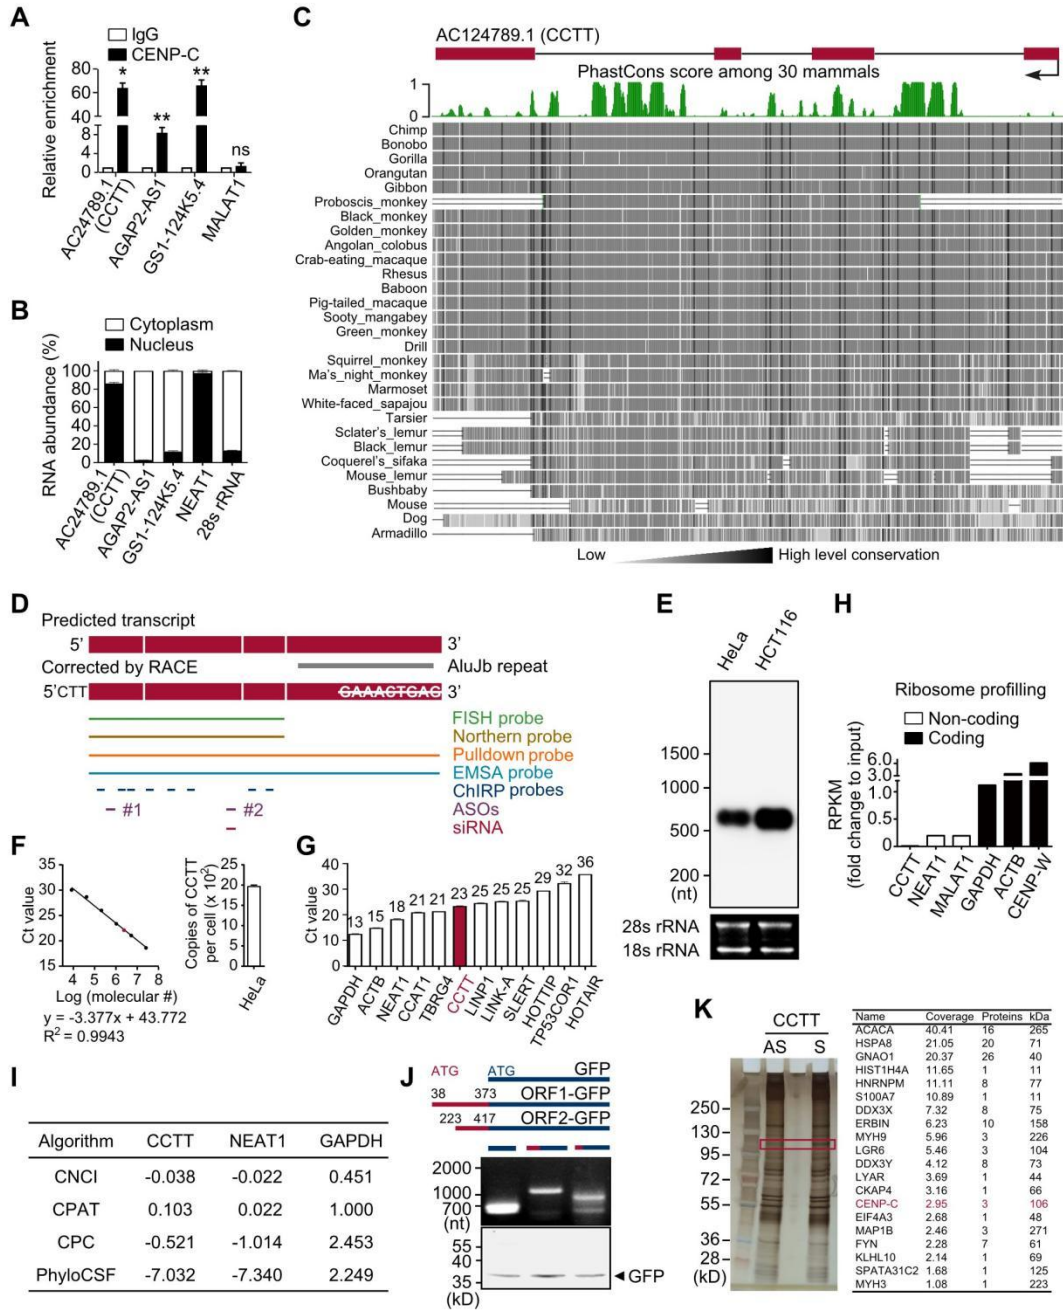 A
IgG
CENP-C
Relative enrichment
80
60
40
8
4
0
*
**
**
ns
AC24789.1
(CCTT)
AGAP2-AS1
GS1-124K5.4
MALAT1
B
Cytoplasm
Nucleus
RNA abundance (%)
100
80
60
40
20
0
AC24789.1
(CCTT)
AGAP2-AS1
GS1-124K5.4
NEAT1
28s rRNA
C
AC124789.1 (CCTT)
PhastCons score among 30 mammals
1
0
Chimp
Bonobo
Gorilla
Orangutan
Gibbon
Proboscis_monkey
Black_monkey
Golden_monkey
Angolan_colobus
Crab-eating_macaque
Rhesus
Baboon
Pig-tailed_macaque
Sooty_mangabey
Green_monkey
Drill
Squirrel_monkey
Ma's_night_monkey
Marmoset
White-faced_sapajou
Tarsier
Sclater's_lemur
Black_lemur
Coquerel's_sifaka
Mouse_lemur
Bushbaby
Mouse
Dog
Armadillo
Low High level conservation
D
Predicted transcript
5' 3'
Corrected by RACE AluJb repeat
5'CTT GAAACTGAG 3'
FISH probe
Northern probe
Pulldown probe
EMSA probe
ChIRP probes
#1 #2 ASOs
siRNA
E
HeLa
HCT116
1500
1000
500
200
(nt)
28s rRNA
18s rRNA
H
Ribosome profilling
Non-coding
Coding
RPKM
(fold change to input)
6.0
3.0
0.5
0
CCTT
NEAT1
MALAT1
GAPDH
ACTB
CENP-W
F
Ct value
35
30
25
20
15
4 5 6 7 8
Log (molecular #)
y = -3.377x + 43.772
R² = 0.9943
Copies of CCTT
per cell (x 10²)
25
20
15
10
5
0
HeLa
G
Ct value
40
20
0
13 15 18 21 21 23 25 25 25 29 32 36
GAPDH
ACTB
NEAT1
CCAT1
TBRG4
CCTT
LINP1
LINK-A
SLERT
HOTTIP
TP53COR1
HOTAIR
I
Algorithm CCTT NEAT1 GAPDH
CNCI -0.038 -0.022 0.451
CPAT 0.103 0.022 1.000
CPC -0.521 -1.014 2.453
PhyloCSF -7.032 -7.340 2.249
J
ATG ATG GFP
38 373 ORF1-GFP
223 417 ORF2-GFP
2000
1000
700
(nt)
55
40
35
(kD)
GFP
K
CCTT
AS S
250
130
95
72
55
36
28
(kD)
Name Coverage Proteins kDa
ACACA 40.41 16 265
HSPA8 21.05 20 71
GNAO1 20.37 26 40
HIST1H4A 11.65 1 11
HNRNPM 11.11 8 77
S100A7 10.89 1 11
DDX3X 7.32 8 75
ERBIN 6.23 10 158
MYH9 5.96 3 226
LGR6 5.46 3 104
DDX3Y 4.12 8 73
LYAR 3.69 1 44
CKAP4 3.16 1 66
CENP-C 2.95 3 106
EIF4A3 2.68 1 48
MAP1B 2.46 3 271
FYN 2.28 7 61
KLHL10 2.14 1 69
SPATA31C2 1.68 1 125
MYH3 1.08 1 223